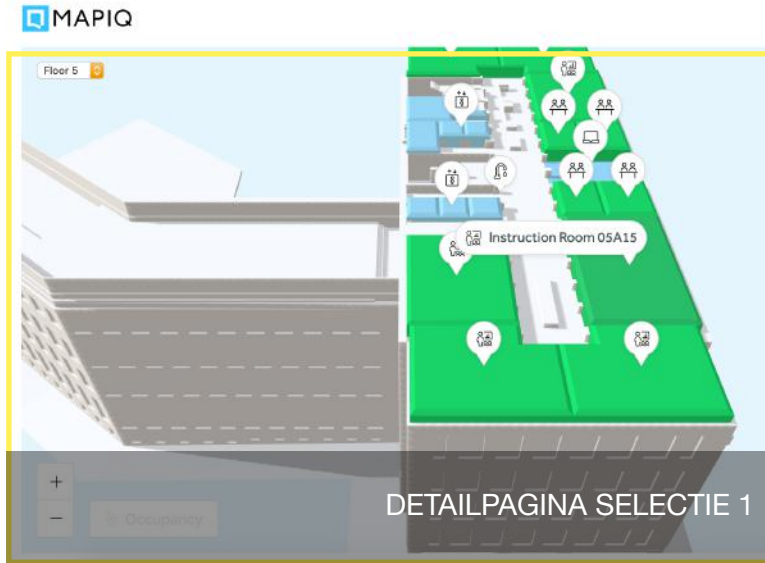 MAPIQ
Floor 5
Instruction Room 05A15
+
−
Occupancy
DETAILPAGINA SELECTIE 1